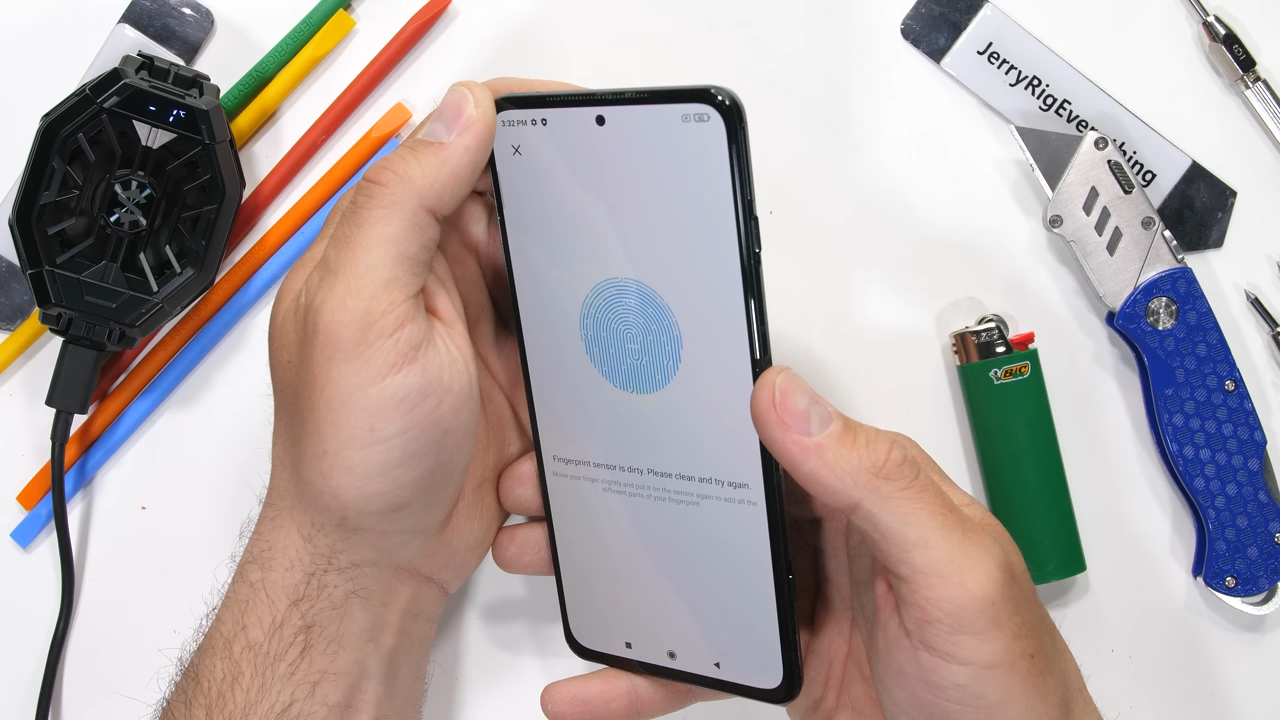 JERRYRIGEVERYTHING
JerryRigEverything
3:32 PM
BIC
Fingerprint sensor is dirty. Please clean and try again.
Move your finger slightly and put it on the sensor again to add all the
different parts of your fingerprint.